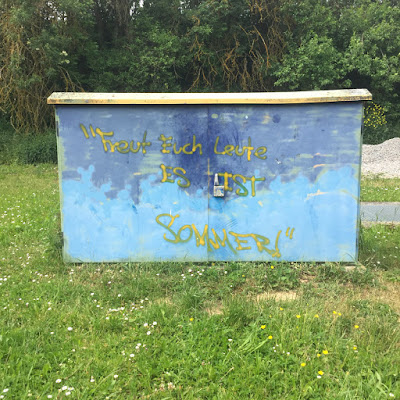 "Freut Euch Leute
Es IST
SOMMER!"